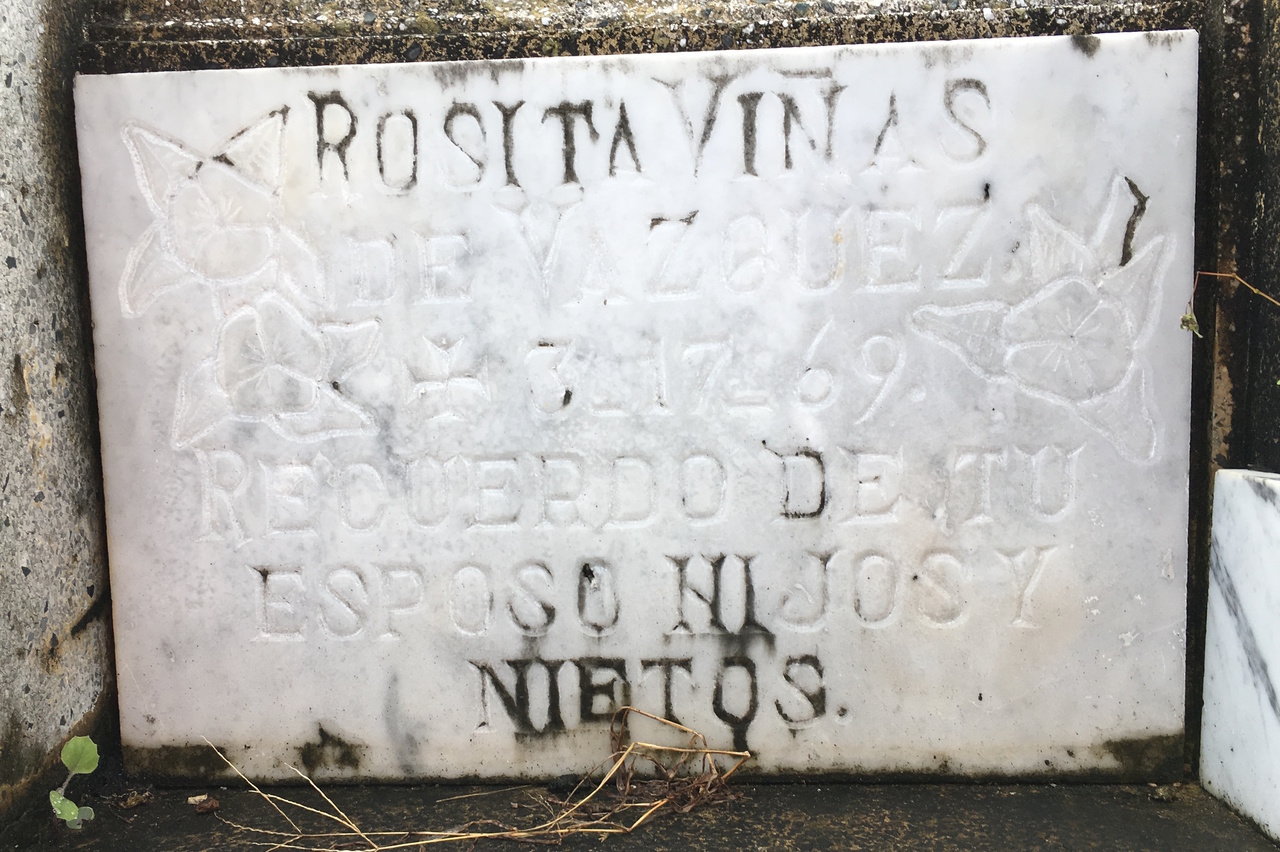 ROSITA VIÑAS
DE VAZQUEZ
✠ 3-17-69.
RECUERDO DE TU
ESPOSO HIJOS Y
NIETOS.